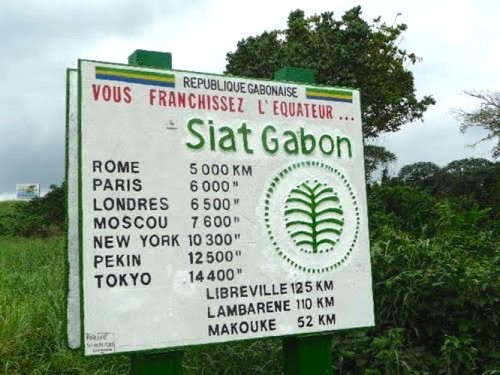 REPUBLIQUE GABONAISE
VOUS FRANCHISSEZ L'EQUATEUR ...
Siat Gabon
ROME 5 000 KM
PARIS 6 000 "
LONDRES 6 500 "
MOSCOU 7 600 "
NEW YORK 10 300 "
PEKIN 12 500 "
TOKYO 14 400 "
LIBREVILLE 125 KM
LAMBARENE 110 KM
MAKOUKE 52 KM